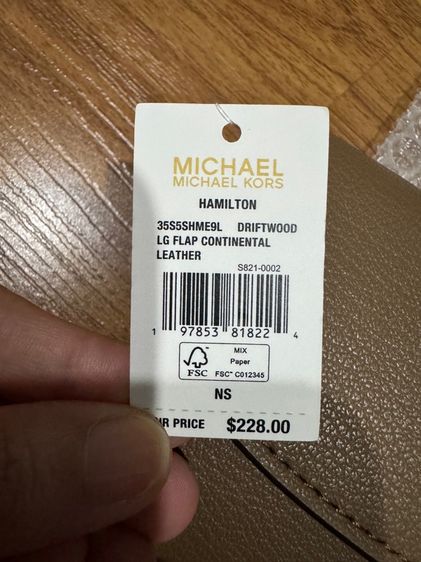 MICHAEL
MICHAEL KORS
HAMILTON
35S5SHME9L DRIFTWOOD
LG FLAP CONTINENTAL
LEATHER
S821-0002
1 97853 81822 4
FSC
MIX
Paper
FSC™ C012345
NS
PRICE $228.00